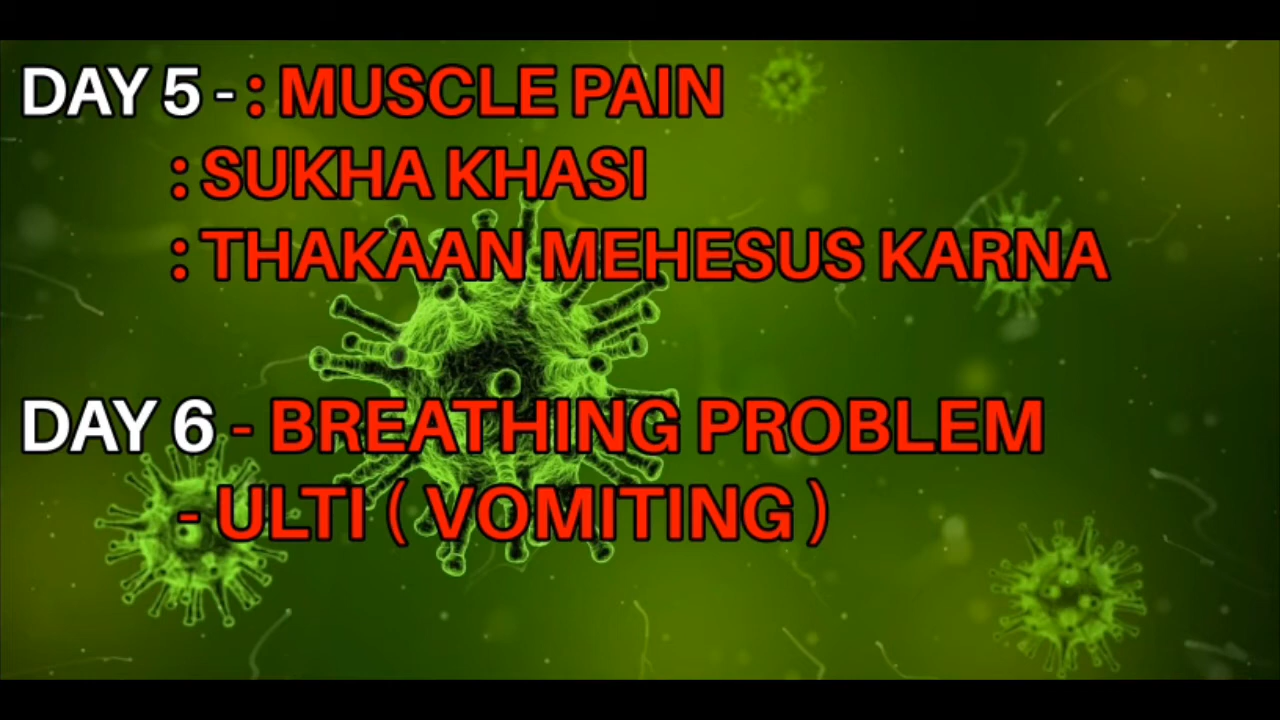 DAY 5 - : MUSCLE PAIN
: SUKHA KHASI
: THAKAAN MEHESUS KARNA
DAY 6 - BREATHING PROBLEM
- ULTI ( VOMITING )